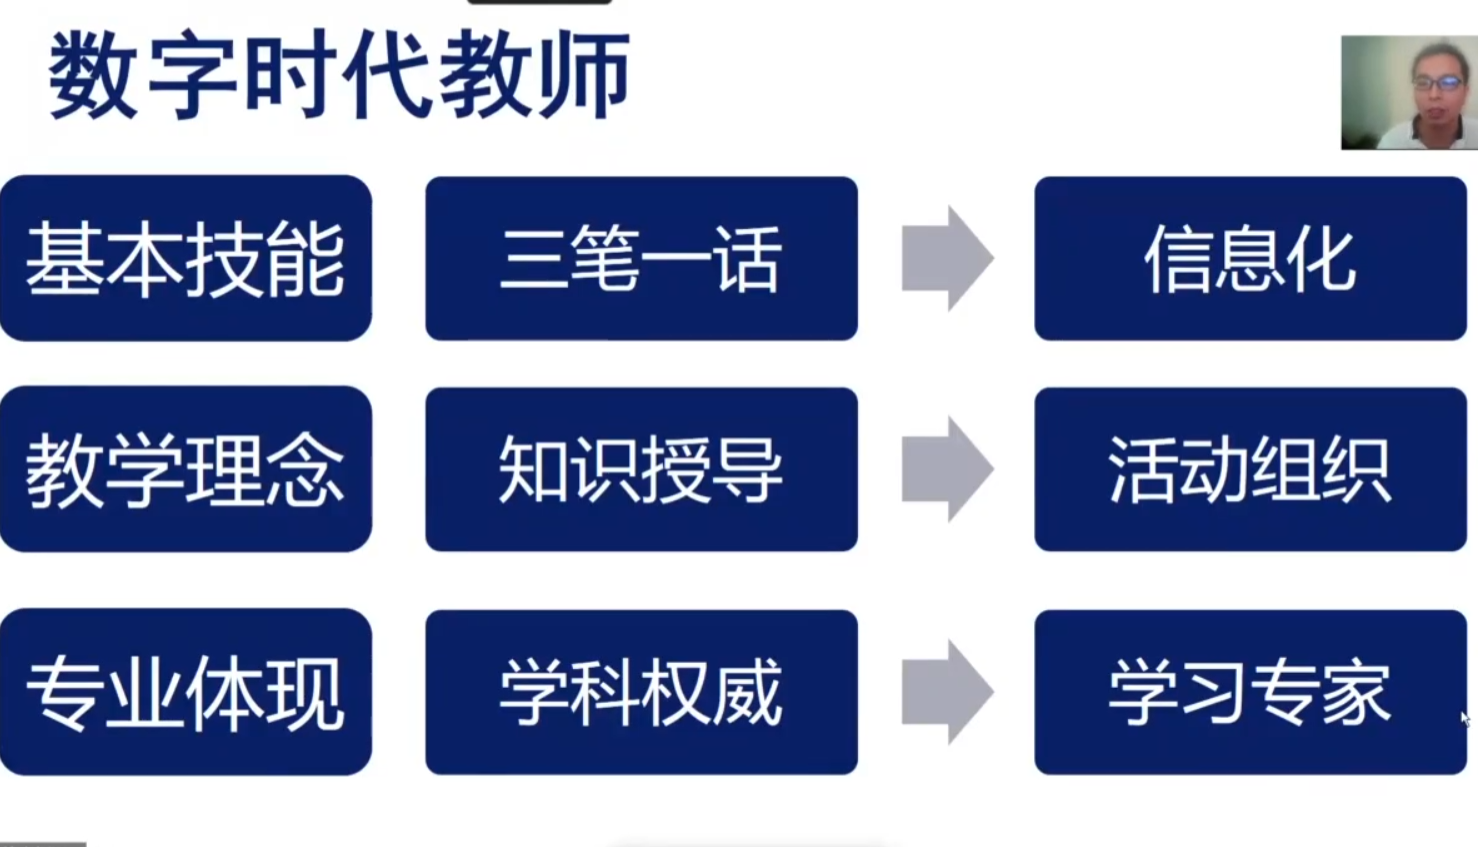 数字时代教师
基本技能 三笔一话 信息化
教学理念 知识授导 活动组织
专业体现 学科权威 学习专家